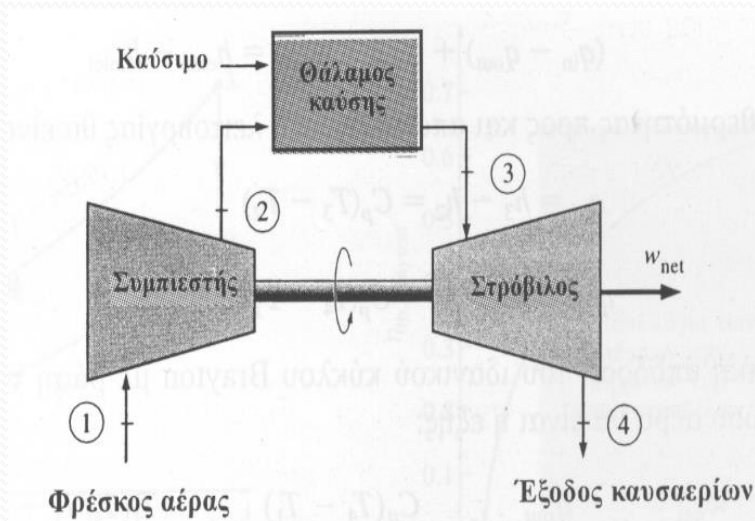 Καύσιμο
Θάλαμος
καύσης
2
3
Συμπιεστής
Στρόβιλος
w_net
1
4
Φρέσκος αέρας
Έξοδος καυσαερίων